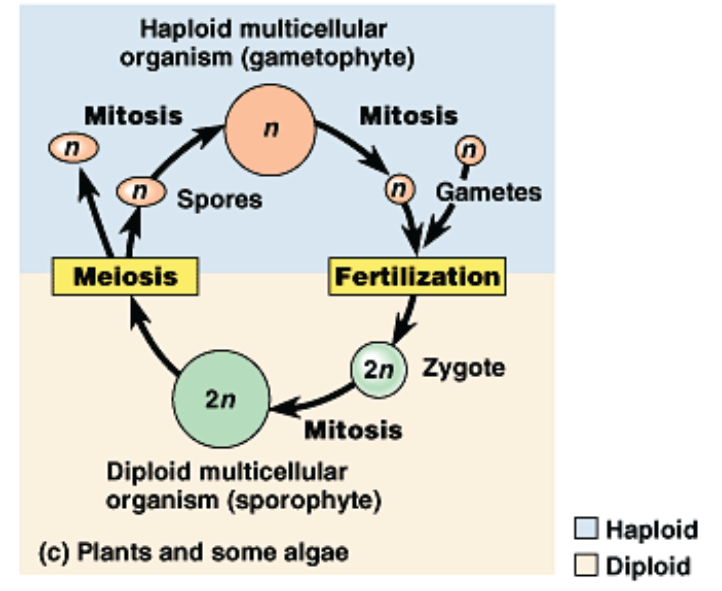 Haploid multicellular
organism (gametophyte)
Mitosis
Mitosis
n
n
n
n
n
Spores
Gametes
Meiosis
Fertilization
2n
Zygote
2n
Mitosis
Diploid multicellular
organism (sporophyte)
(c) Plants and some algae
Haploid
Diploid